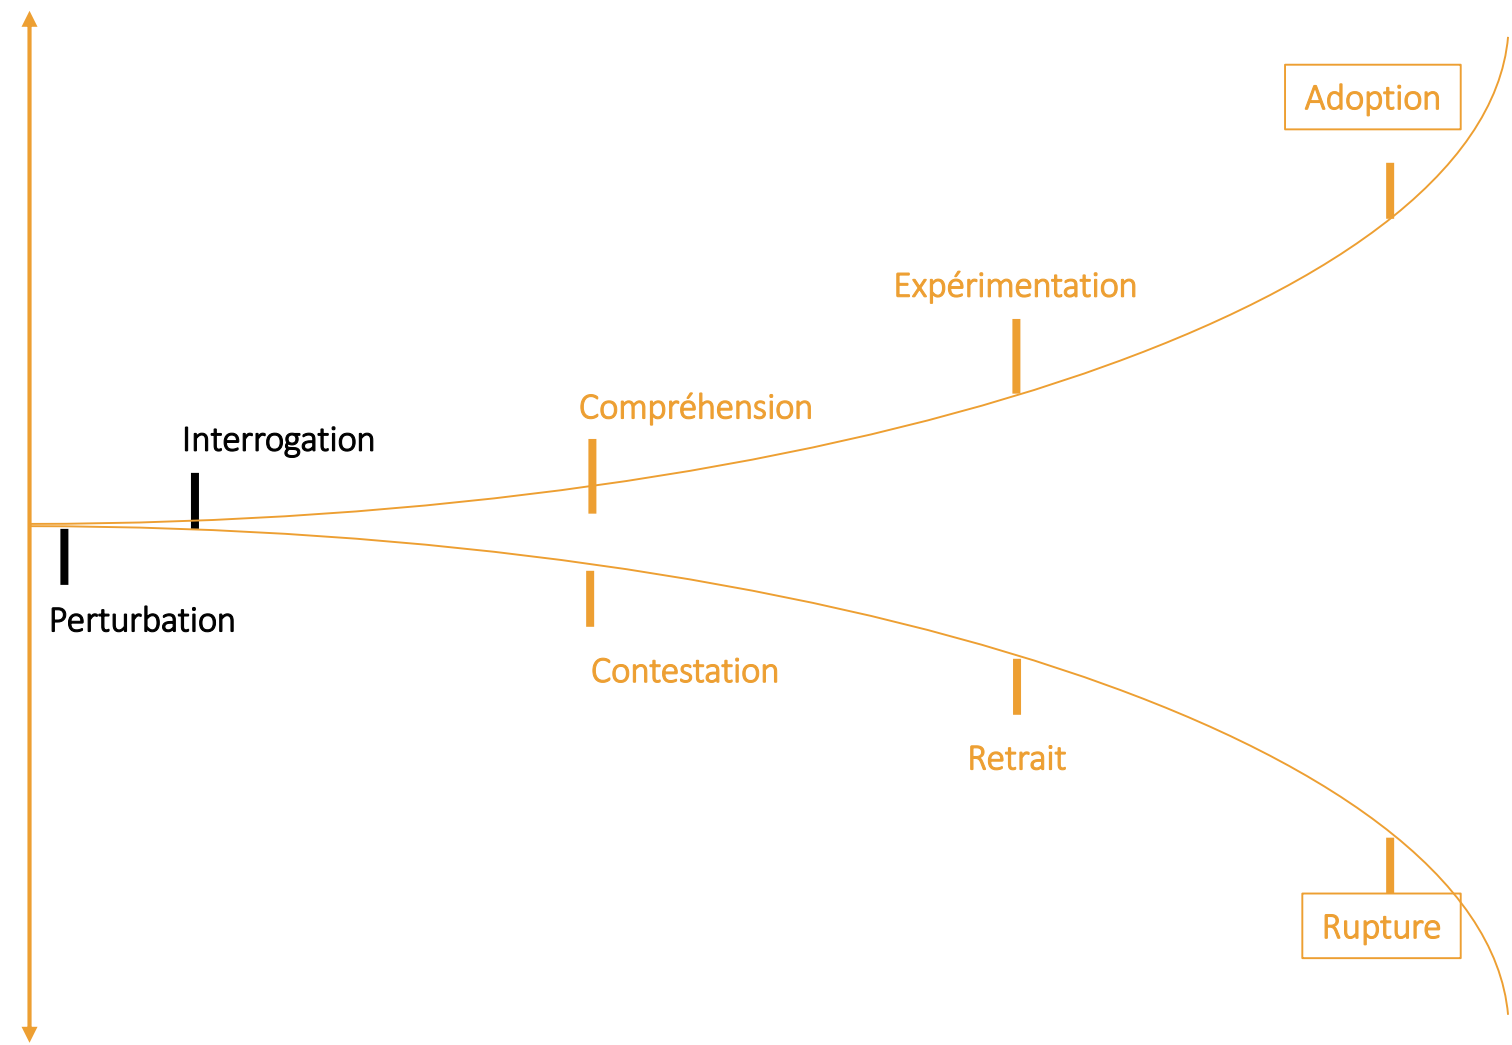 Adoption
Expérimentation
Compréhension
Interrogation
Perturbation
Contestation
Retrait
Rupture